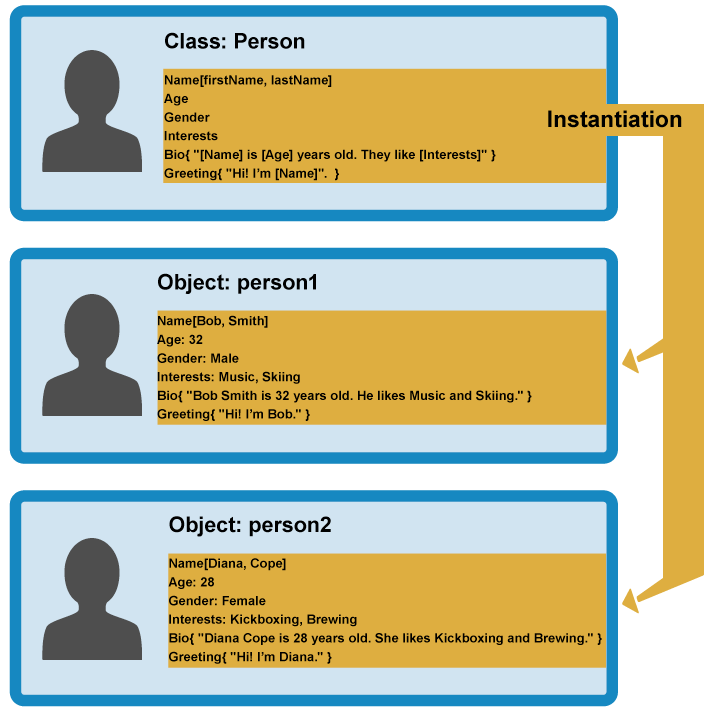 Class: Person
Name[firstName, lastName]
Age
Gender
Interests
Bio{ "[Name] is [Age] years old. They like [Interests]" }
Greeting{ "Hi! I’m [Name]".  }
Instantiation
Object: person1
Name[Bob, Smith]
Age: 32
Gender: Male
Interests: Music, Skiing
Bio{ "Bob Smith is 32 years old. He likes Music and Skiing." }
Greeting{ "Hi! I’m Bob." }
Object: person2
Name[Diana, Cope]
Age: 28
Gender: Female
Interests: Kickboxing, Brewing
Bio{ "Diana Cope is 28 years old. She likes Kickboxing and Brewing." }
Greeting{ "Hi! I’m Diana." }